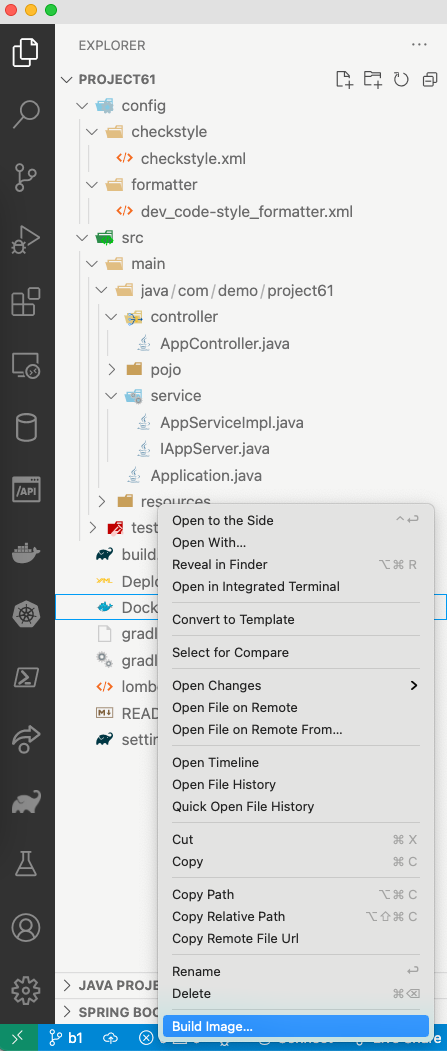 EXPLORER
PROJECT61
config
checkstyle
checkstyle.xml
formatter
dev_code-style_formatter.xml
src
main
java/com/demo/project61
controller
AppController.java
pojo
service
AppServiceImpl.java
IAppServer.java
Application.java
/API
resources
test
build
Deplo
Dock
gradl
gradl
lombo
READ
settin
Open to the Side ^↩
Open With...
Reveal in Finder ⌥⌘ R
Open in Integrated Terminal
Convert to Template
Select for Compare
Open Changes
Open File on Remote
Open File on Remote From...
Open Timeline
Open File History
Quick Open File History
Cut ⌘ X
Copy ⌘ C
Copy Path ⌥⌘ C
Copy Relative Path ⌥⇧⌘ C
Copy Remote File Url
Rename ↩
Delete ⌘⌫
Build Image...
JAVA PROJE
SPRING BOO
b1